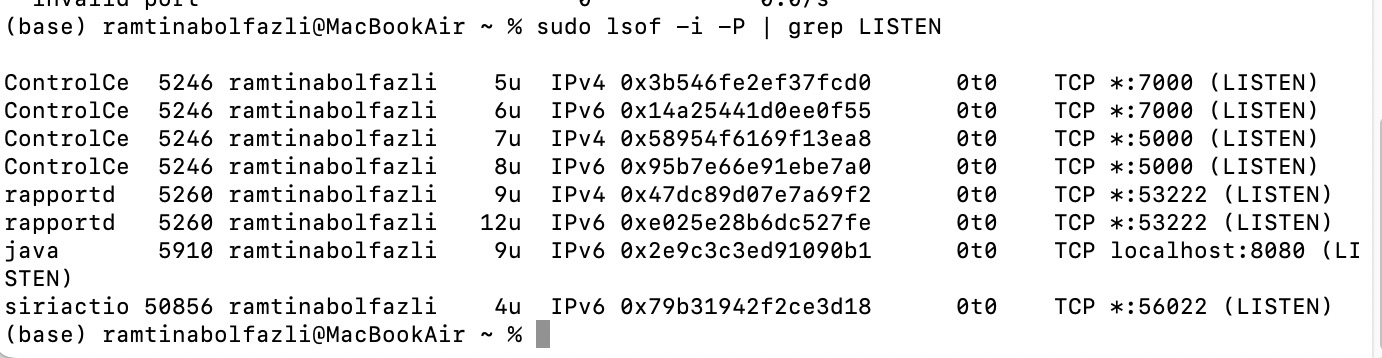 invalid port 0 0.0/s
(base) ramtinabolfazli@MacBookAir ~ % sudo lsof -i -P | grep LISTEN
ControlCe 5246 ramtinabolfazli 5u IPv4 0x3b546fe2ef37fcd0 0t0 TCP *:7000 (LISTEN)
ControlCe 5246 ramtinabolfazli 6u IPv6 0x14a25441d0ee0f55 0t0 TCP *:7000 (LISTEN)
ControlCe 5246 ramtinabolfazli 7u IPv4 0x58954f6169f13ea8 0t0 TCP *:5000 (LISTEN)
ControlCe 5246 ramtinabolfazli 8u IPv6 0x95b7e66e91ebe7a0 0t0 TCP *:5000 (LISTEN)
rapportd 5260 ramtinabolfazli 9u IPv4 0x47dc89d07e7a69f2 0t0 TCP *:53222 (LISTEN)
rapportd 5260 ramtinabolfazli 12u IPv6 0xe025e28b6dc527fe 0t0 TCP *:53222 (LISTEN)
java 5910 ramtinabolfazli 9u IPv6 0x2e9c3c3ed91090b1 0t0 TCP localhost:8080 (LI
STEN)
siriactio 50856 ramtinabolfazli 4u IPv6 0x79b31942f2ce3d18 0t0 TCP *:56022 (LISTEN)
(base) ramtinabolfazli@MacBookAir ~ %